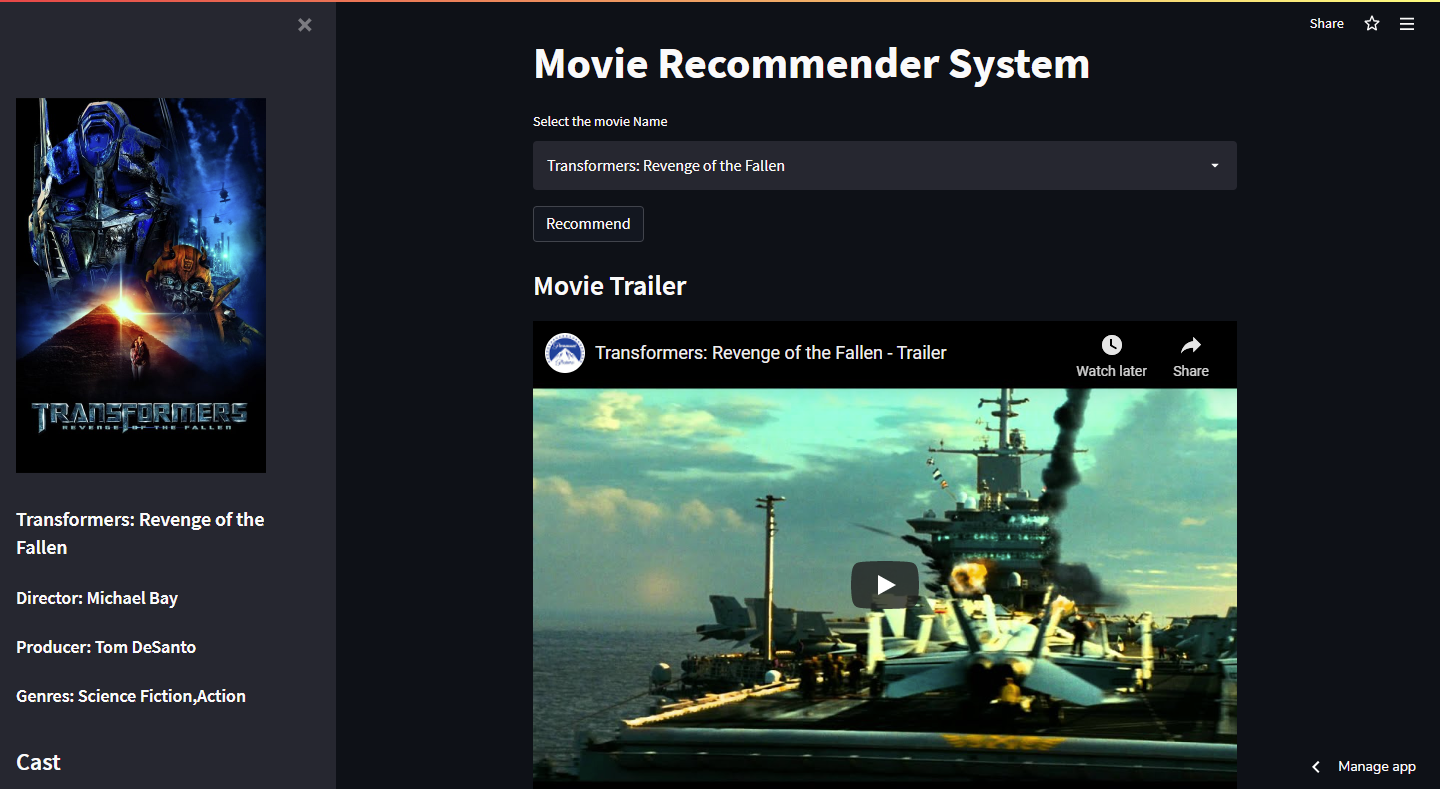 Share
Movie Recommender System
Select the movie Name
Transformers: Revenge of the Fallen
Recommend
Movie Trailer
Transformers: Revenge of the Fallen - Trailer
Watch later
Share
TRANSFORMERS
REVENGE OF THE FALLEN
Transformers: Revenge of the
Fallen
Director: Michael Bay
Producer: Tom DeSanto
Genres: Science Fiction,Action
Cast
Manage app